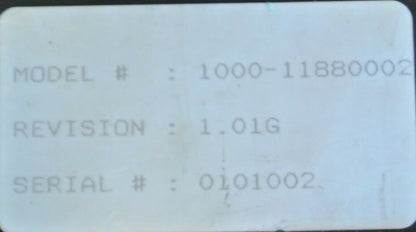 MODEL # : 1000-11880002
REVISION : 1.01G
SERIAL # : 0101002